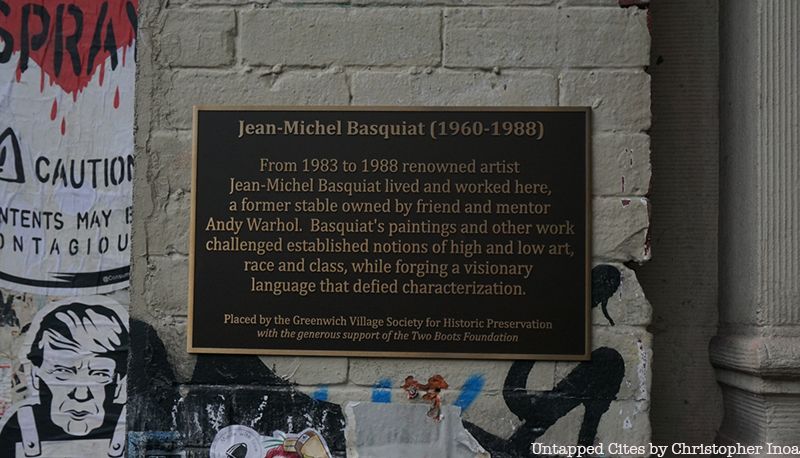 SPRAY
CAUTION
NTENTS MAY B
ONTAGIOU
Jean-Michel Basquiat (1960-1988)
From 1983 to 1988 renowned artist
Jean-Michel Basquiat lived and worked here,
a former stable owned by friend and mentor
Andy Warhol. Basquiat's paintings and other work
challenged established notions of high and low art,
race and class, while forging a visionary
language that defied characterization.
Placed by the Greenwich Village Society for Historic Preservation
with the generous support of the Two Boots Foundation
Untapped Cites by Christopher Inoa